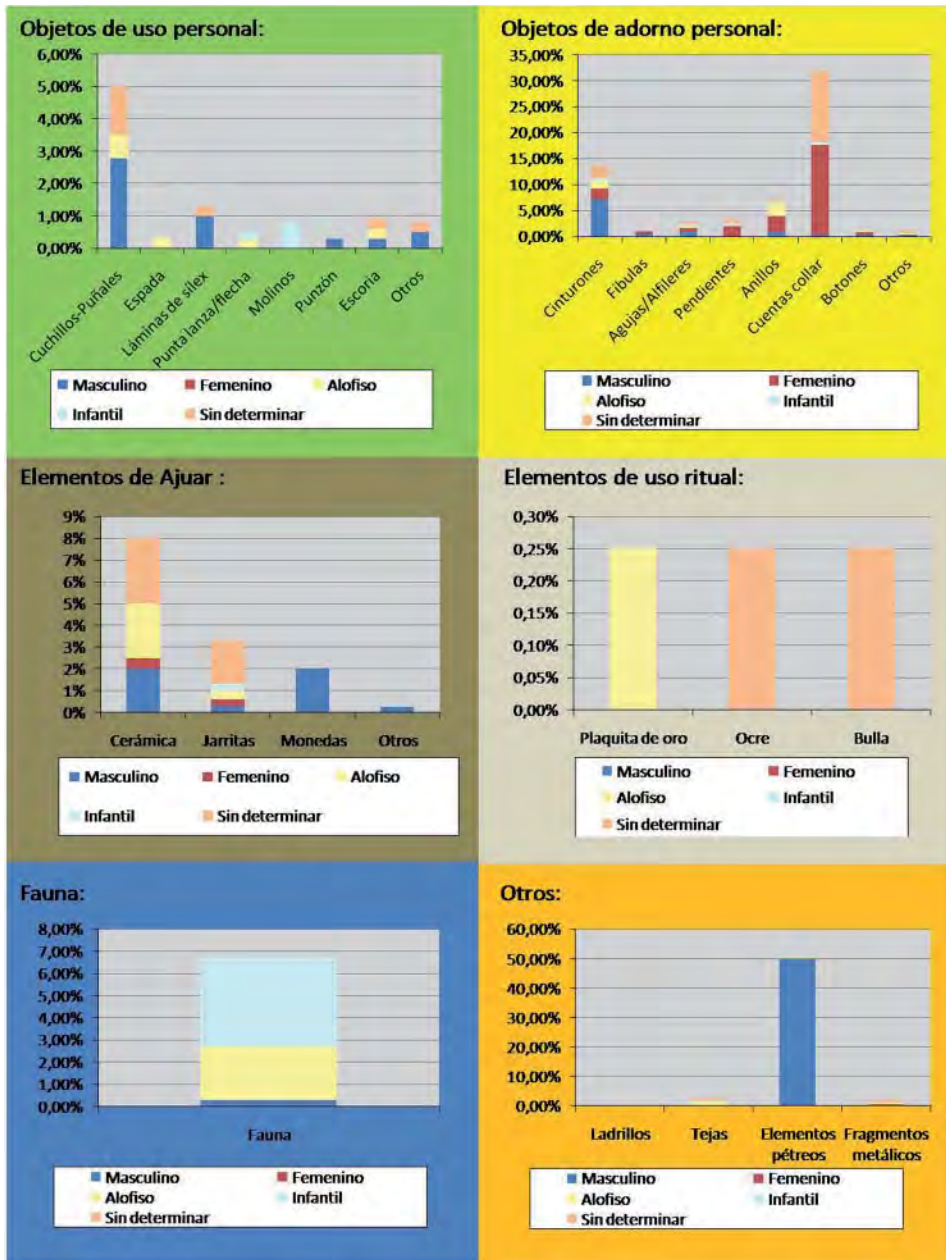 Objetos de uso personal:
6,00%
5,00%
4,00%
3,00%
2,00%
1,00%
0,00%
Cuchillos-Puñales
Espada
Láminas de sílex
Punta lanza/flecha
Molinos
Punzón
Escoria
Otros
Masculino Femenino Alofiso
Infantil Sin determinar
Objetos de adorno personal:
35,00%
30,00%
25,00%
20,00%
15,00%
10,00%
5,00%
0,00%
Cinturones
Fíbulas
Agujas/Alfileres
Pendientes
Anillos
Cuentas collar
Botones
Otros
Masculino Femenino
Alofiso Infantil
Sin determinar
Elementos de Ajuar :
9%
8%
7%
6%
5%
4%
3%
2%
1%
0%
Cerámica Jarritas Monedas Otros
Masculino Femenino Alofiso
Infantil Sin determinar
Elementos de uso ritual:
0,30%
0,25%
0,20%
0,15%
0,10%
0,05%
0,00%
Plaquita de oro Ocre Bulla
Masculino Femenino
Alofiso Infantil
Sin determinar
Fauna:
8,00%
7,00%
6,00%
5,00%
4,00%
3,00%
2,00%
1,00%
0,00%
Fauna
Masculino Femenino
Alofiso Infantil
Sin determinar
Otros:
60,00%
50,00%
40,00%
30,00%
20,00%
10,00%
0,00%
Ladrillos Tejas Elementos Fragmentos
pétreos metálicos
Masculino Femenino
Alofiso Infantil
Sin determinar